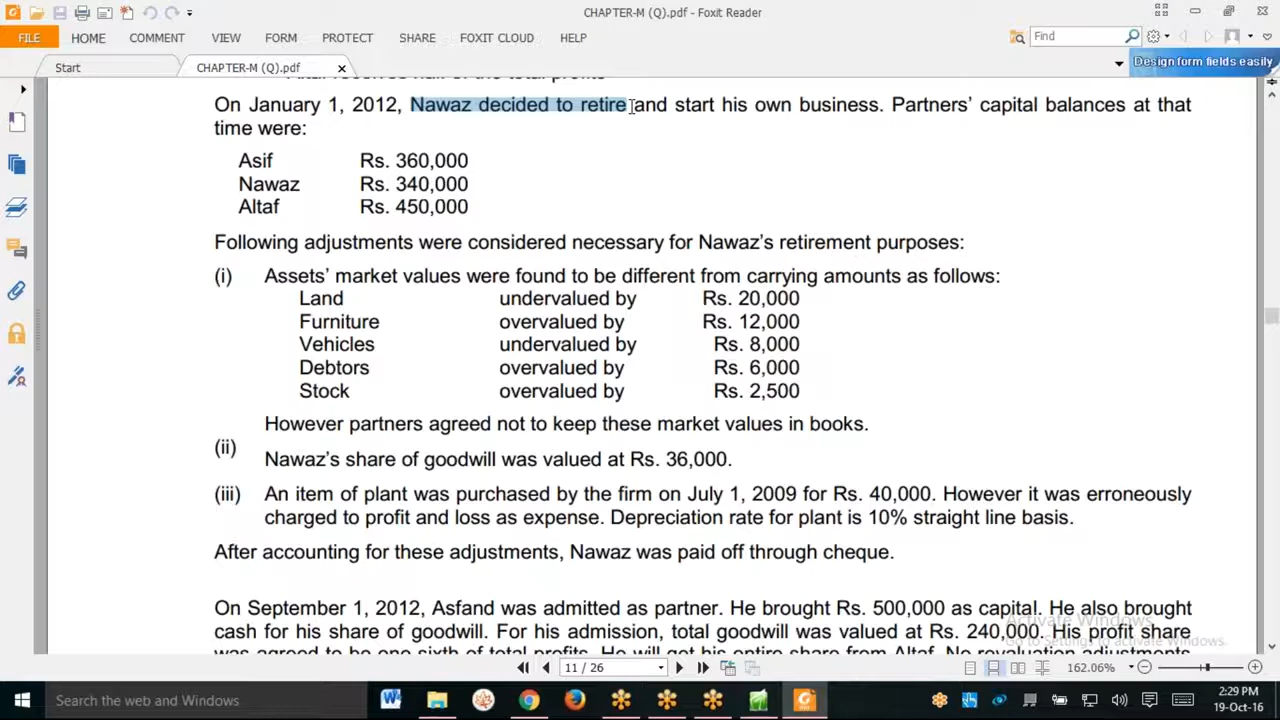 CHAPTER-M (Q).pdf - Foxit Reader
FILE HOME COMMENT VIEW FORM PROTECT SHARE FOXIT CLOUD HELP Find
Start CHAPTER-M (Q).pdf Design form fields easily
On January 1, 2012, Nawaz decided to retire and start his own business. Partners' capital balances at that
time were:
Asif Rs. 360,000
Nawaz Rs. 340,000
Altaf Rs. 450,000
Following adjustments were considered necessary for Nawaz's retirement purposes:
(i) Assets' market values were found to be different from carrying amounts as follows:
Land undervalued by Rs. 20,000
Furniture overvalued by Rs. 12,000
Vehicles undervalued by Rs. 8,000
Debtors overvalued by Rs. 6,000
Stock overvalued by Rs. 2,500
However partners agreed not to keep these market values in books.
(ii)
Nawaz's share of goodwill was valued at Rs. 36,000.
(iii) An item of plant was purchased by the firm on July 1, 2009 for Rs. 40,000. However it was erroneously
charged to profit and loss as expense. Depreciation rate for plant is 10% straight line basis.
After accounting for these adjustments, Nawaz was paid off through cheque.
On September 1, 2012, Asfand was admitted as partner. He brought Rs. 500,000 as capital. He also brought
Activate Windows
cash for his share of goodwill. For his admission, total goodwill was valued at Rs. 240,000. His profit share
Go to Settings to activate Windows.
11 / 26 162.06%
Search the web and Windows
2:29 PM
19-Oct-16